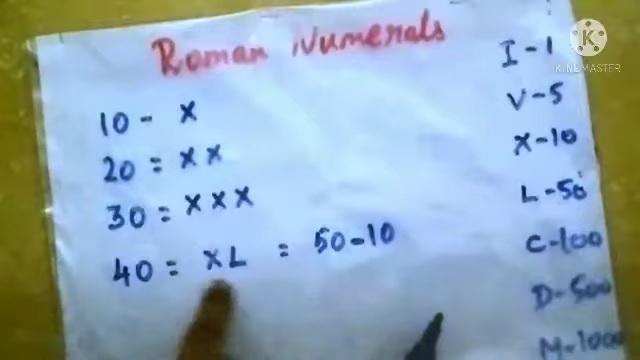 Roman Numerals
10 - X
20 = XX
30 = XXX
40 = XL = 50-10
I - 1
V - 5
X - 10
L - 50
C - 100
D - 500
M - 1000
KINEMASTER